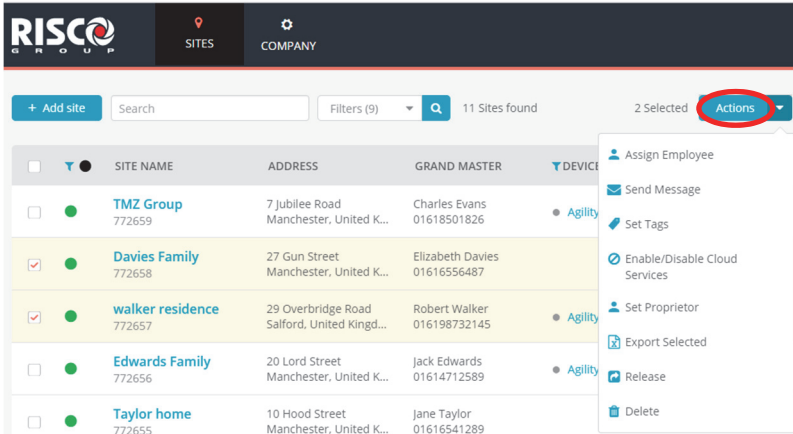 RISCO
GROUP
SITES
COMPANY
+ Add site
Search
Filters (9)
11 Sites found
2 Selected
Actions
SITE NAME
ADDRESS
GRAND MASTER
DEVICE
TMZ Group
772659
7 Jubilee Road
Manchester, United K...
Charles Evans
01618501826
Agility
Davies Family
772658
27 Gun Street
Manchester, United K...
Elizabeth Davies
01616556487
walker residence
772657
29 Overbridge Road
Salford, United Kingd...
Robert Walker
016198732145
Agility
Edwards Family
772656
20 Lord Street
Manchester, United K...
Jack Edwards
01614712589
Agility
Taylor home
772655
10 Hood Street
Manchester, United K...
Jane Taylor
01616541289
Assign Employee
Send Message
Set Tags
Enable/Disable Cloud
Services
Set Proprietor
Export Selected
Release
Delete